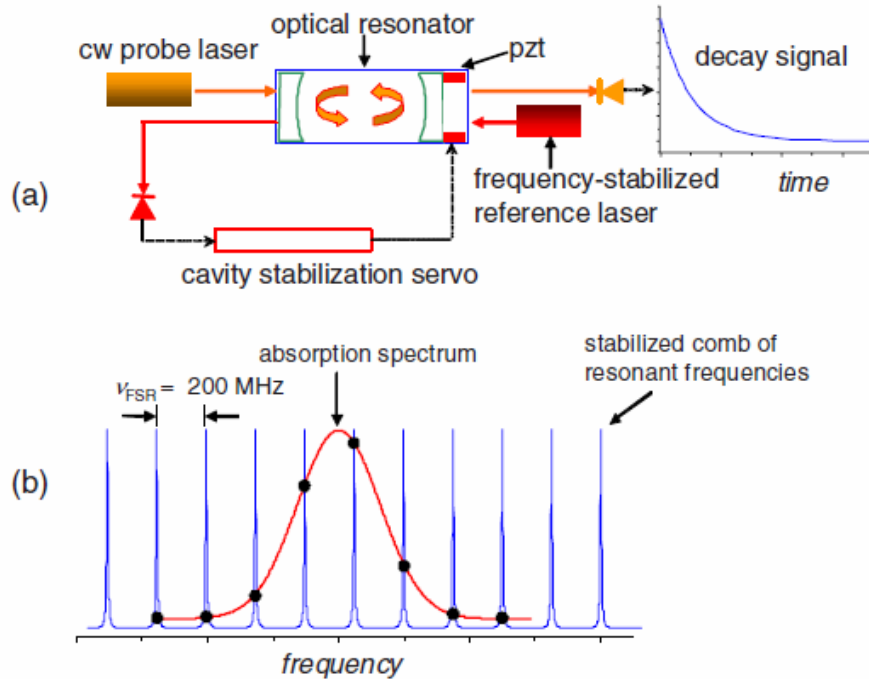 optical resonator
cw probe laser
pzt
decay signal
(a)
frequency-stabilized
reference laser
time
cavity stabilization servo
absorption spectrum
stabilized comb of
resonant frequencies
νFSR = 200 MHz
(b)
frequency